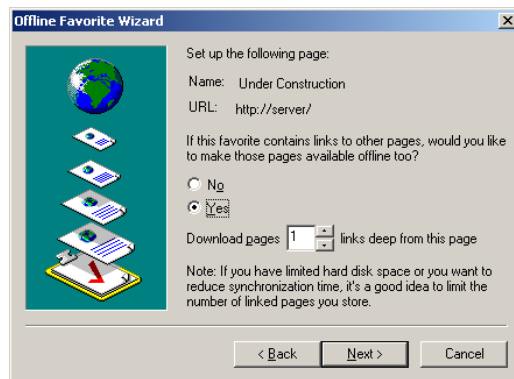 Offline Favorite Wizard
Set up the following page:
Name: Under Construction
URL: http://server/
If this favorite contains links to other pages, would you like
to make those pages available offline too?
No
Yes
Download pages 1 links deep from this page
Note: If you have limited hard disk space or you want to
reduce synchronization time, it's a good idea to limit the
number of linked pages you store.
< Back Next > Cancel